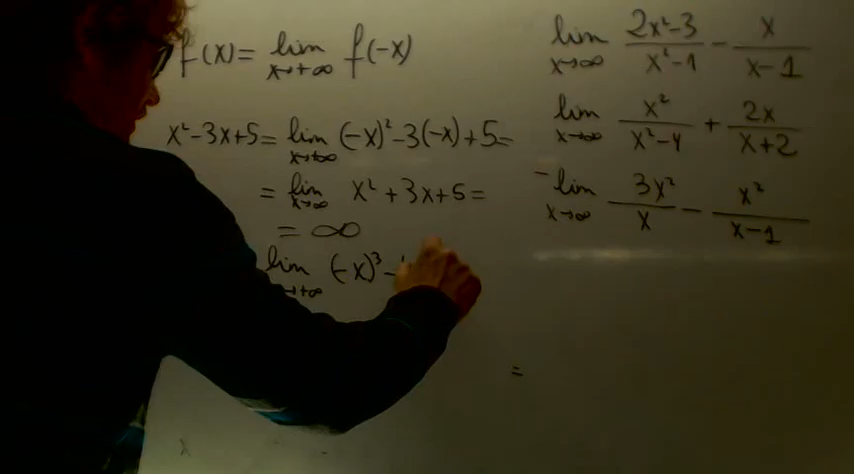 f(x) = lim x→+∞ f(-x)
x²-3x+5 = lim x→+∞ (-x)²-3(-x)+5 =
= lim x→∞ x²+3x+5 =
= ∞
lim →+∞ (-x)³ -
=
x
lim x→∞ (2x²-3)/(x²-1) - x/(x-1)
lim x→∞ x²/(x²-4) + 2x/(x+2)
- lim x→∞ 3x²/x - x²/(x-1)